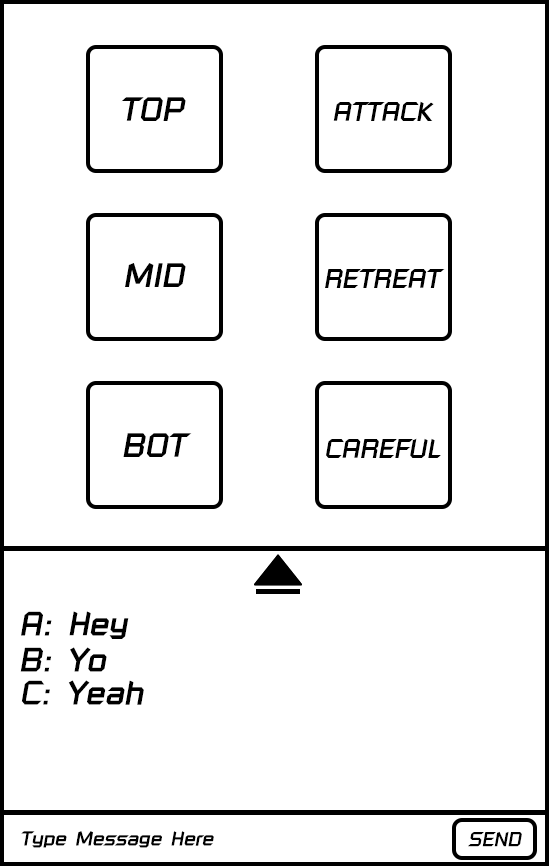 TOP
ATTACK
MID
RETREAT
BOT
CAREFUL
A: Hey
B: Yo
C: Yeah
Type Message Here
SEND